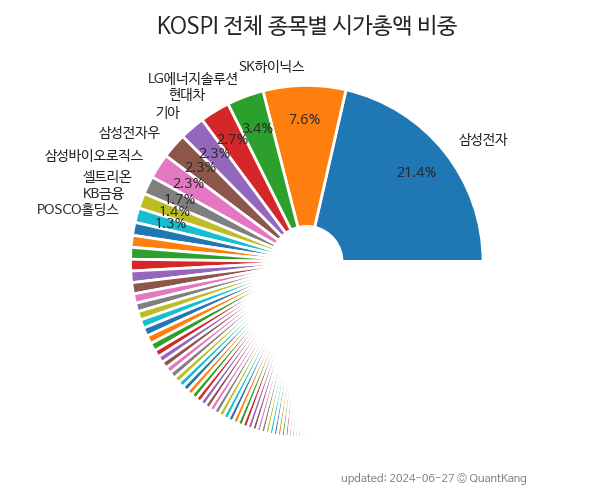 KOSPI 전체 종목별 시가총액 비중
SK하이닉스
LG에너지솔루션
현대차
기아
삼성전자우
삼성바이오로직스
셀트리온
KB금융
POSCO홀딩스
삼성전자
21.4%
7.6%
3.4%
2.7%
2.3%
2.3%
2.3%
1.7%
1.4%
1.3%
updated: 2024-06-27 © QuantKang